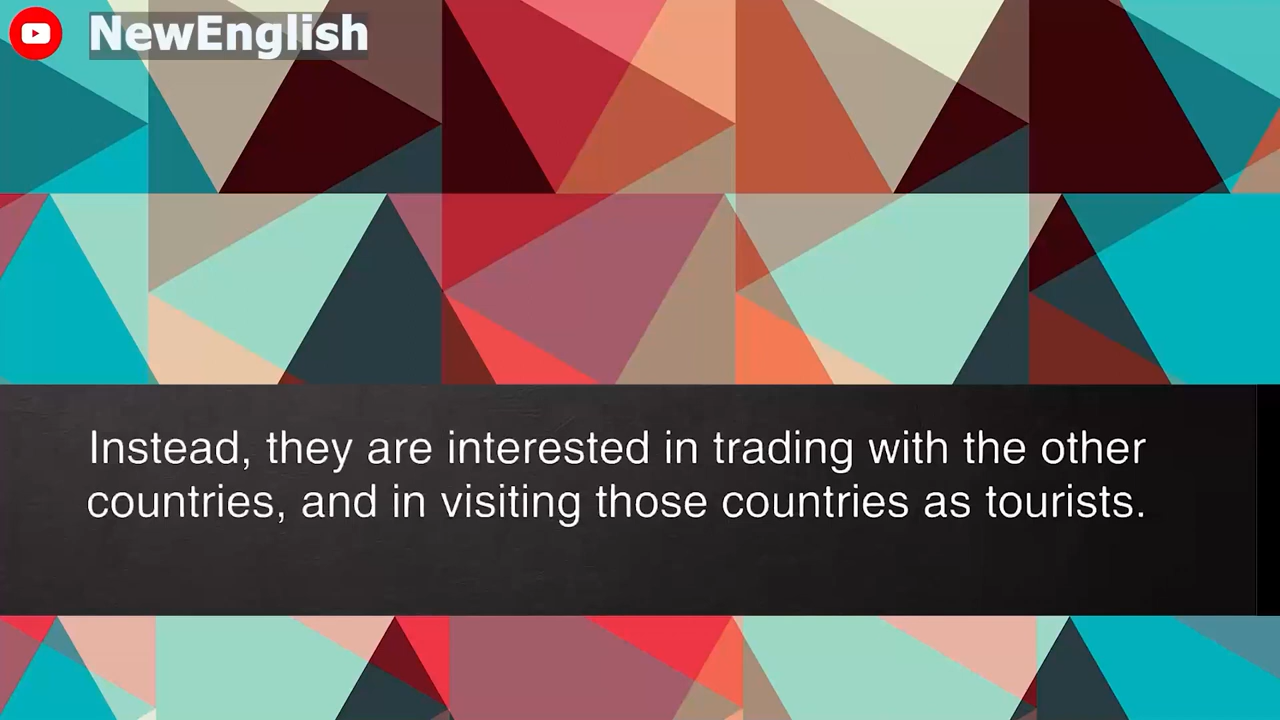 NewEnglish
Instead, they are interested in trading with the other
countries, and in visiting those countries as tourists.